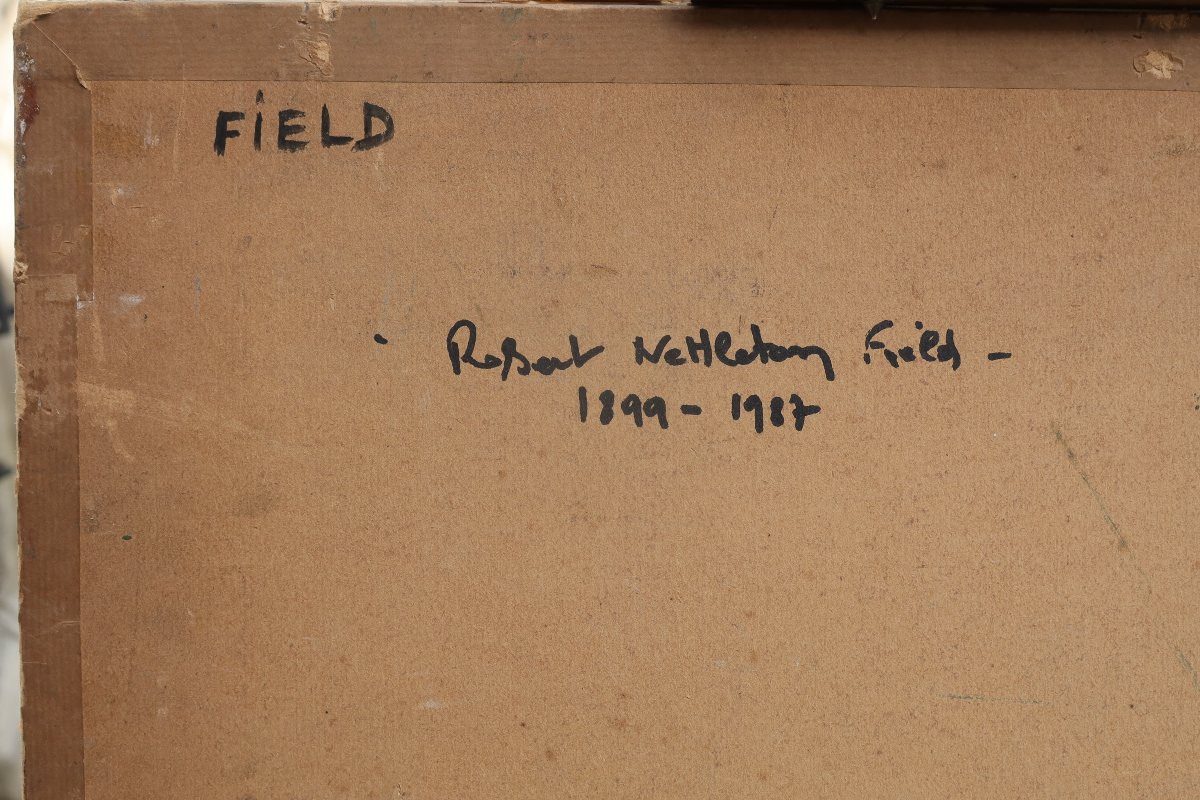 FiELD
Robert Nettleton Field -
1899 - 1987